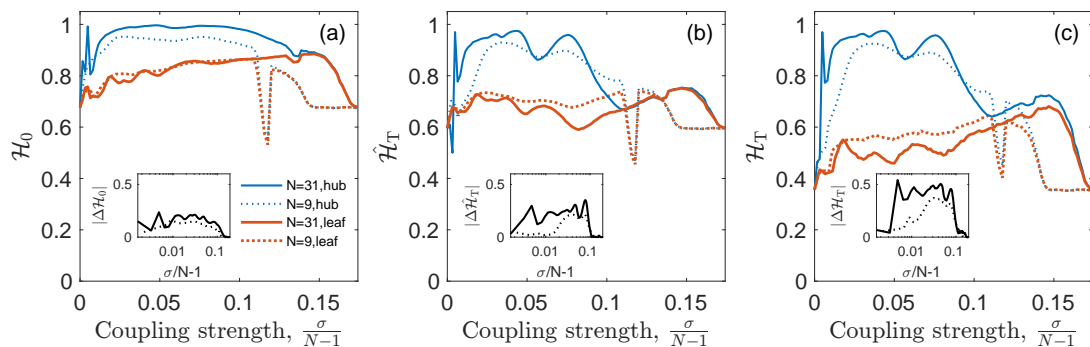 (a)
1
0.8
0.6
0.4
0.2
0
H₀
0 0.05 0.1 0.15
Coupling strength, σ/N−1
N=31,hub
N=9,hub
N=31,leaf
N=9,leaf
|ΔH₀|
0.5
0
0.01 0.1
σ/N-1
(b)
1
0.8
0.6
0.4
0.2
0
Ĥ_T
0 0.05 0.1 0.15
Coupling strength, σ/N−1
|ΔĤ_T|
0.5
0
0.01 0.1
σ/N-1
(c)
1
0.8
0.6
0.4
0.2
0
H_T
0 0.05 0.1 0.15
Coupling strength, σ/N−1
|ΔH_T|
0.5
0
0.01 0.1
σ/N-1